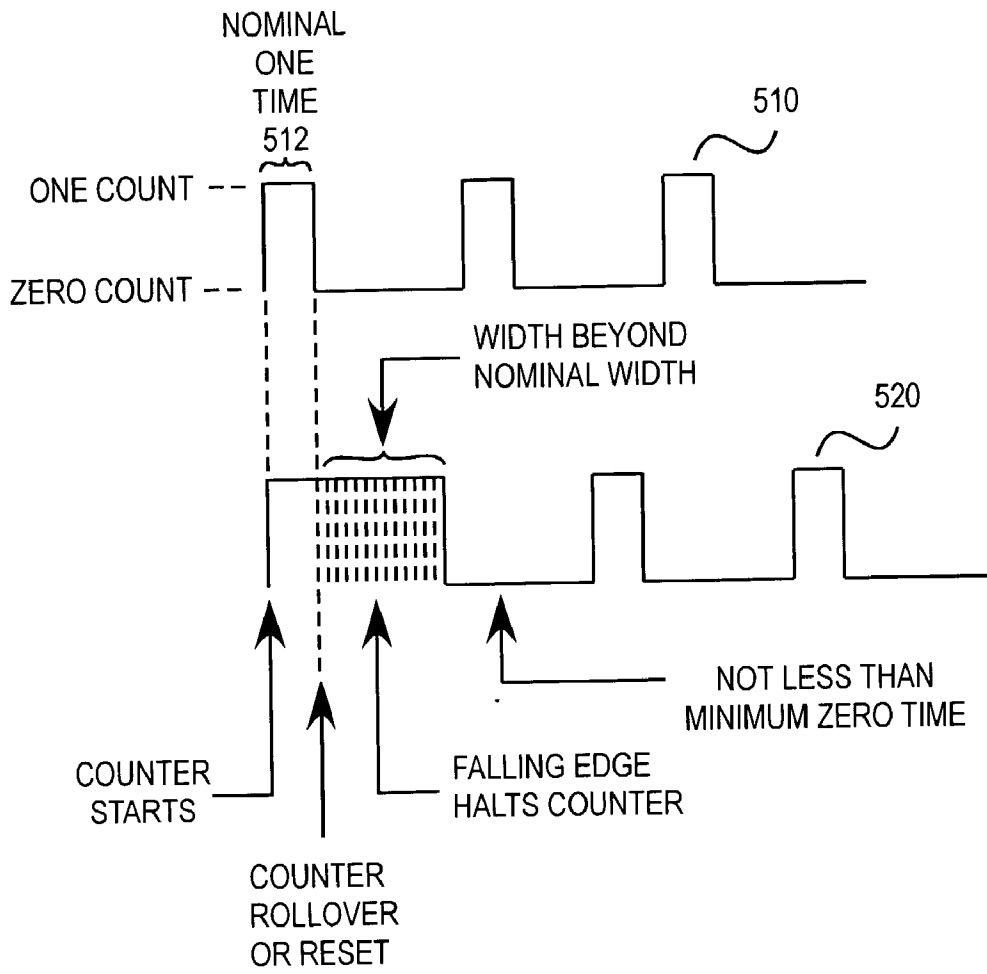 NOMINAL
ONE
TIME
512
510
ONE COUNT
ZERO COUNT
WIDTH BEYOND
NOMINAL WIDTH
520
NOT LESS THAN
MINIMUM ZERO TIME
COUNTER
STARTS
FALLING EDGE
HALTS COUNTER
COUNTER
ROLLOVER
OR RESET